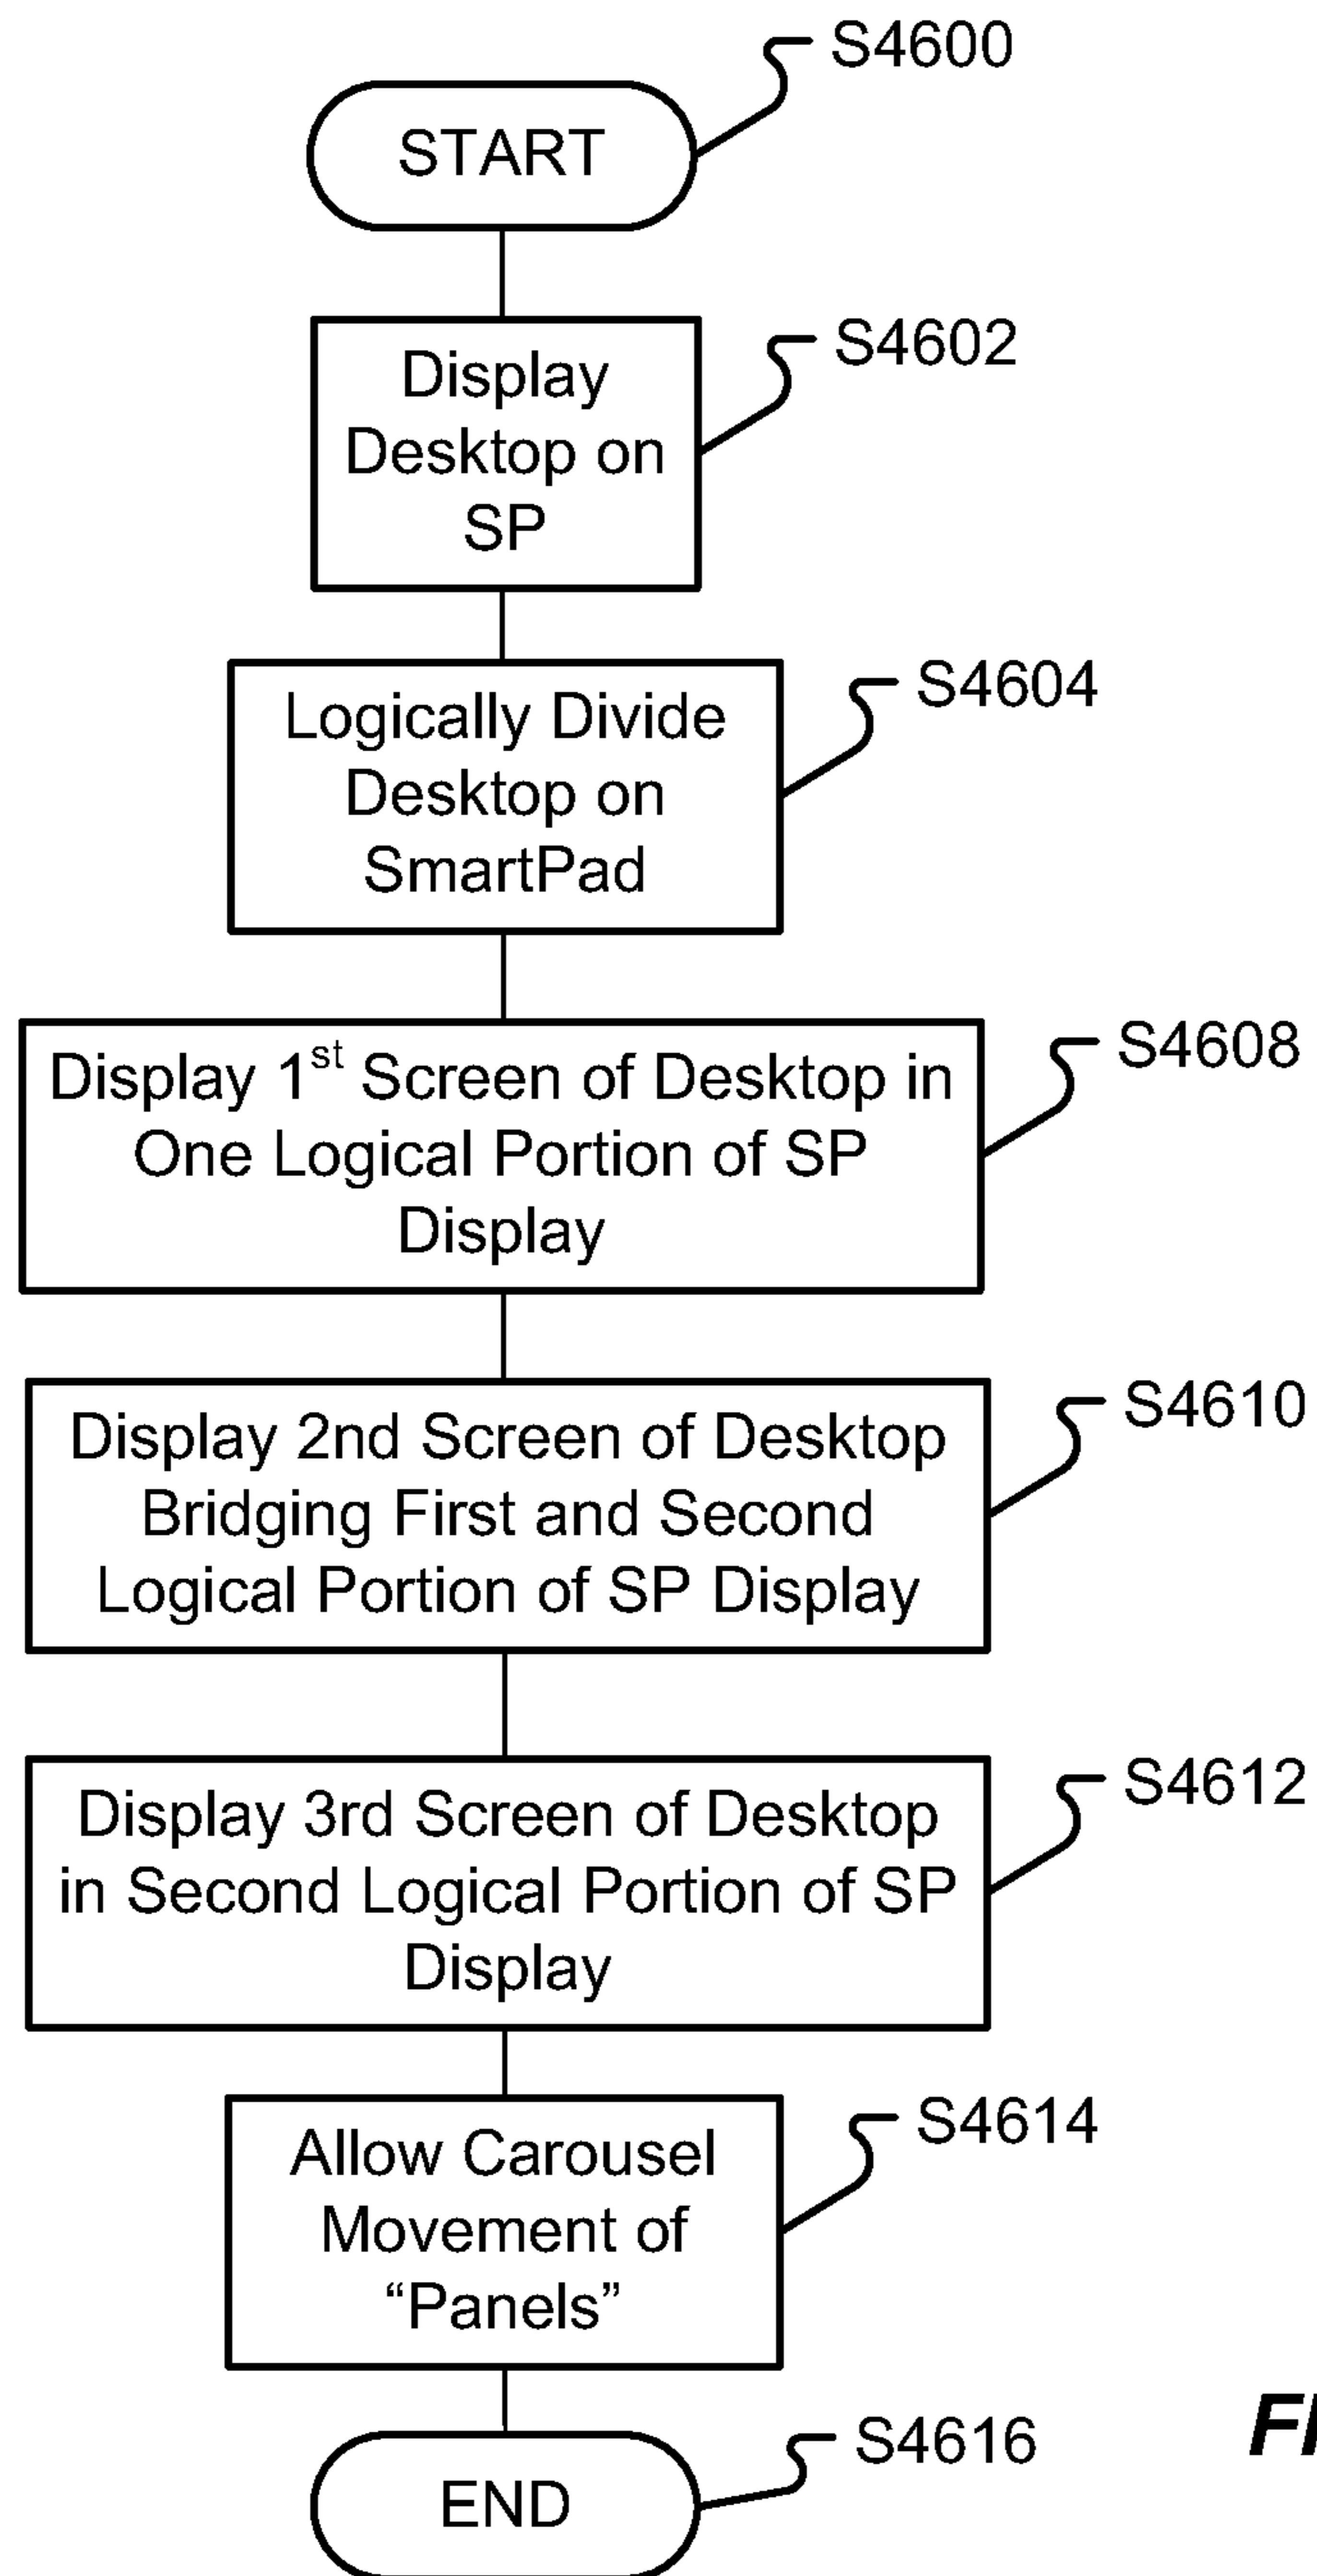 S4600
START
S4602
Display
Desktop on
SP
S4604
Logically Divide
Desktop on
SmartPad
S4608
Display 1st Screen of Desktop in
One Logical Portion of SP
Display
S4610
Display 2nd Screen of Desktop
Bridging First and Second
Logical Portion of SP Display
S4612
Display 3rd Screen of Desktop
in Second Logical Portion of SP
Display
S4614
Allow Carousel
Movement of
“Panels”
S4616
END